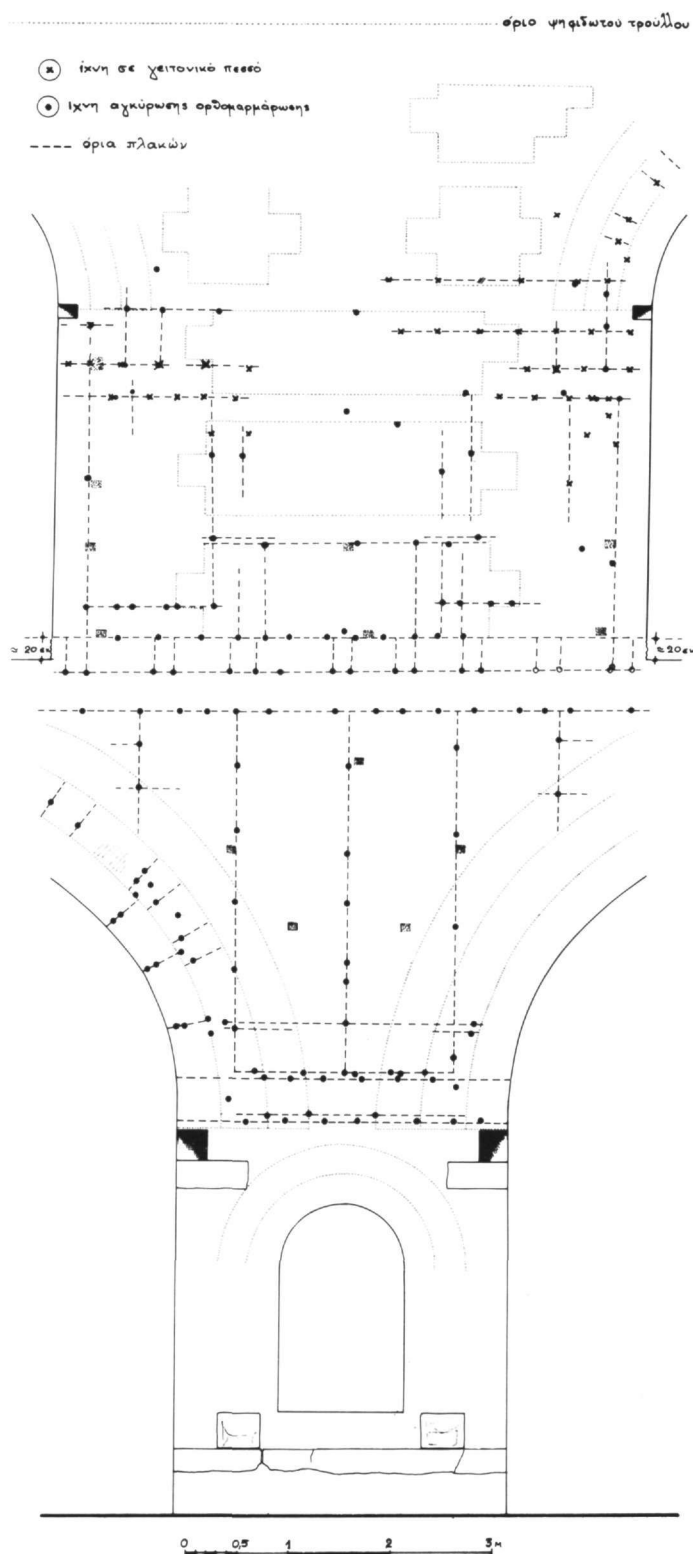 όριο ψηφιδωτού τρούλλου
ίχνη σε γειτονικό πεσσό
ίχνη αγκύρωσης ορθομαρμάρωσης
όρια πλακών
≈ 20 εκ
≈ 20 εκ
0 0,5 1 2 3 м